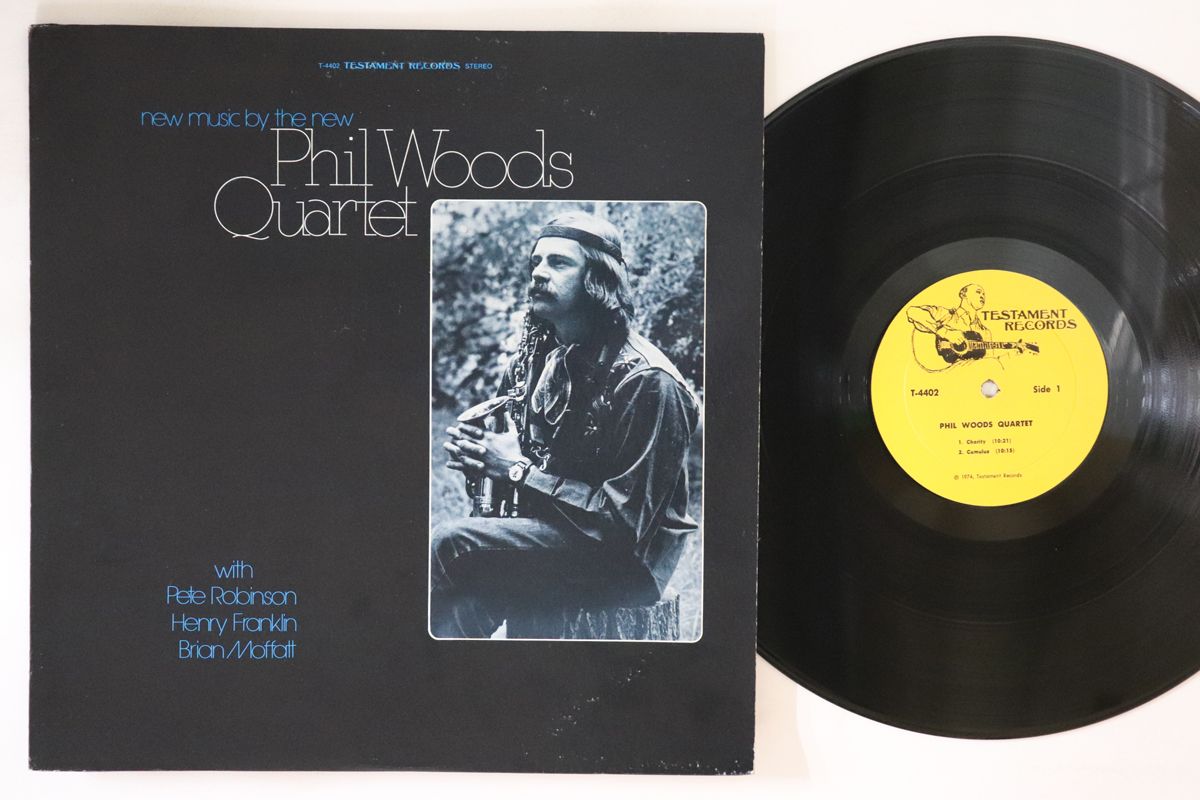 T-4402 TESTAMENT RECORDS STEREO
new music by the new
Phil Woods
Quartet
with
Pete Robinson
Henry Franklin
Brian Moffatt
TESTAMENT
RECORDS
T-4402 Side 1
PHIL WOODS QUARTET
1. Charity (10:21)
2. Cumulus (10:15)
℗ 1974, Testament Records